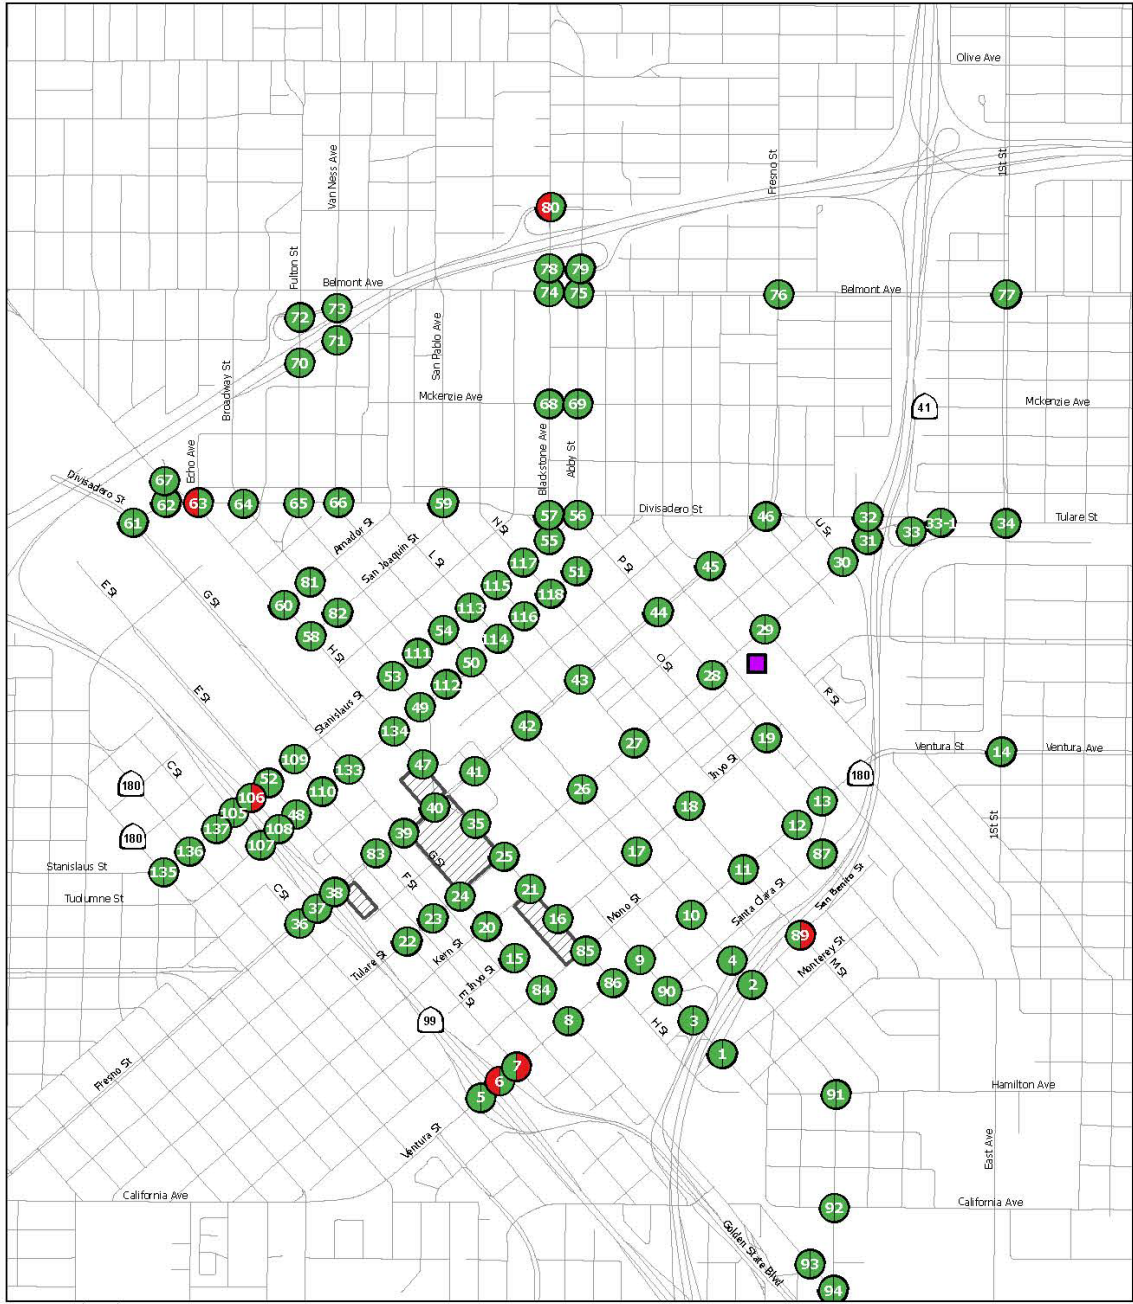 Olive Ave
Van Ness Ave
Fresno St
1st St
80
Fulton St
78
79
Belmont Ave
74
75
76
Belmont Ave
77
72
73
71
70
San Pablo Ave
Broadway St
Mckenzie Ave
68
69
41
Mckenzie Ave
Echo Ave
Blackstone Ave
Abby St
Divisadero St
67
62
63
64
65
66
59
57
56
Divisadero St
46
32
33
33-1
34
Tulare St
61
Amador St
San Joaquin St
N St
L St
55
P St
U St
31
30
E St
G St
81
60
82
58
H St
117
51
115
118
113
116
54
114
111
50
53
112
49
134
45
44
29
O St
28
R St
43
E St
Stanislaus St
42
27
19
Inyo St
Ventura St
14
Ventura Ave
C St
180
109
133
52
106
110
105
48
137
108
107
136
135
47
41
40
35
39
83
G St
25
26
18
17
180
13
12
87
11
1st St
180
Stanislaus St
Tuolumne St
C St
38
37
36
F St
24
23
22
21
20
16
15
Mono St
10
Santa Clara St
San Benito St
89
Monterey St
M St
Tulare St
Kern St
Inyo St
E St
85
9
84
86
90
4
2
99
8
H St
3
1
Fresno St
7
6
5
91
Hamilton Ave
Ventura St
East Ave
California Ave
92
California Ave
Golden State Blvd
93
94